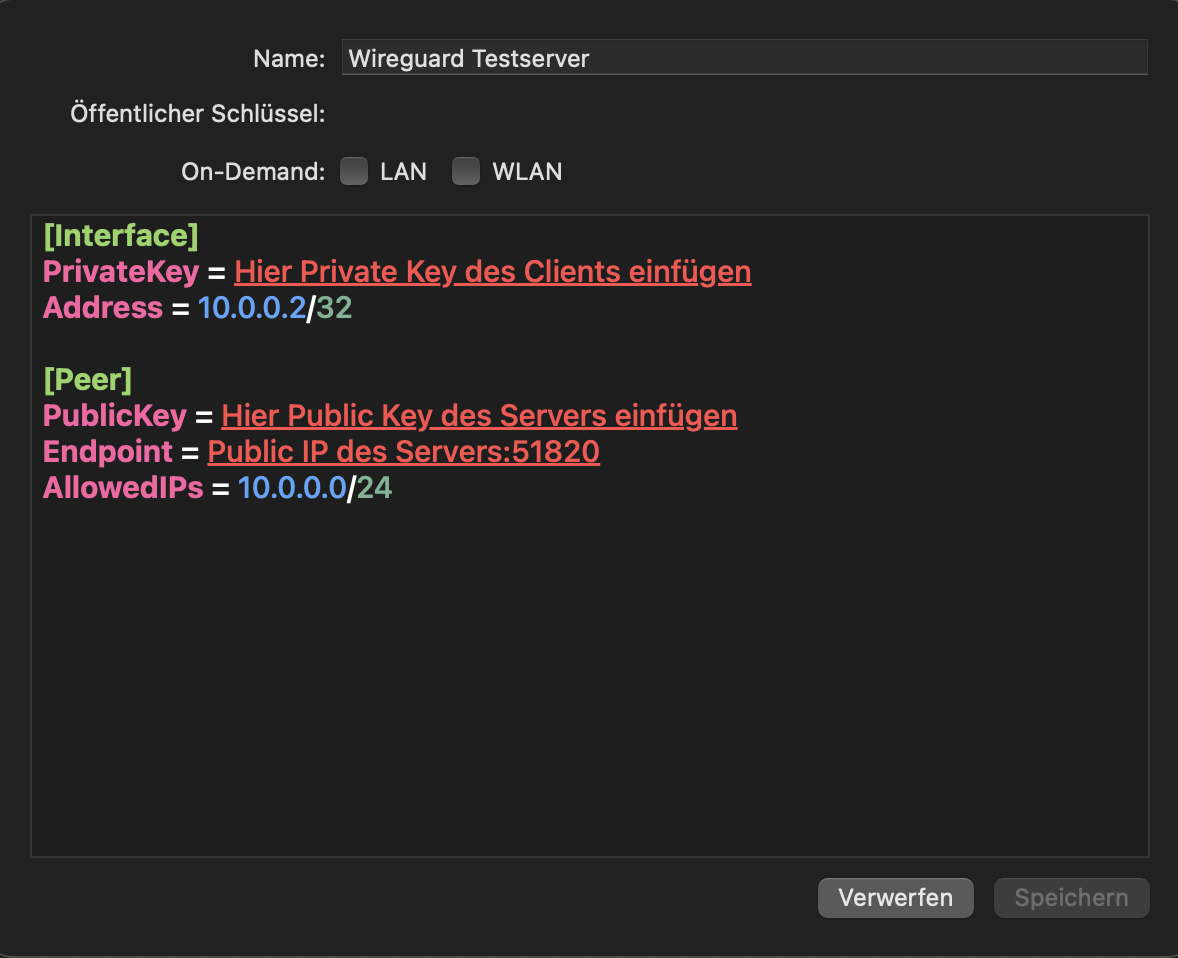 Name: Wireguard Testserver
Öffentlicher Schlüssel:
On-Demand: LAN WLAN
[Interface]
PrivateKey = Hier Private Key des Clients einfügen
Address = 10.0.0.2/32
[Peer]
PublicKey = Hier Public Key des Servers einfügen
Endpoint = Public IP des Servers:51820
AllowedIPs = 10.0.0.0/24
Verwerfen Speichern